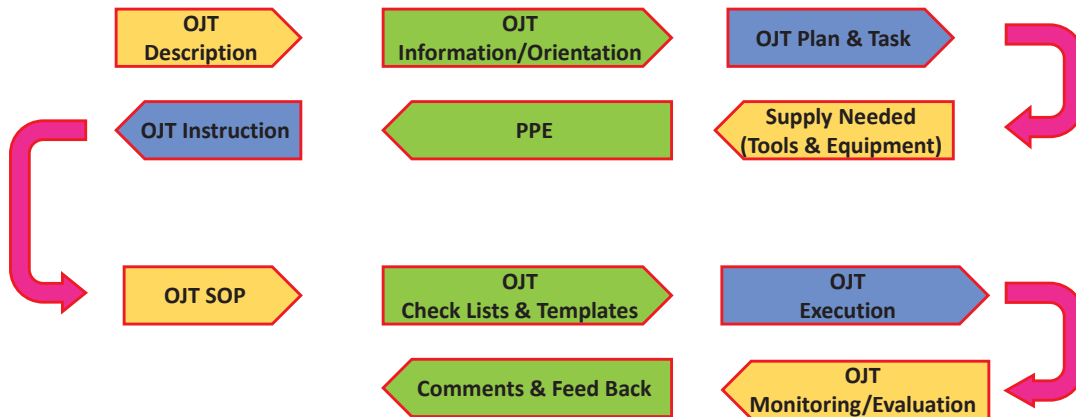 OJT
Description
OJT
Information/Orientation
OJT Plan & Task
Supply Needed
(Tools & Equipment)
PPE
OJT Instruction
OJT SOP
OJT
Check Lists & Templates
OJT
Execution
OJT
Monitoring/Evaluation
Comments & Feed Back